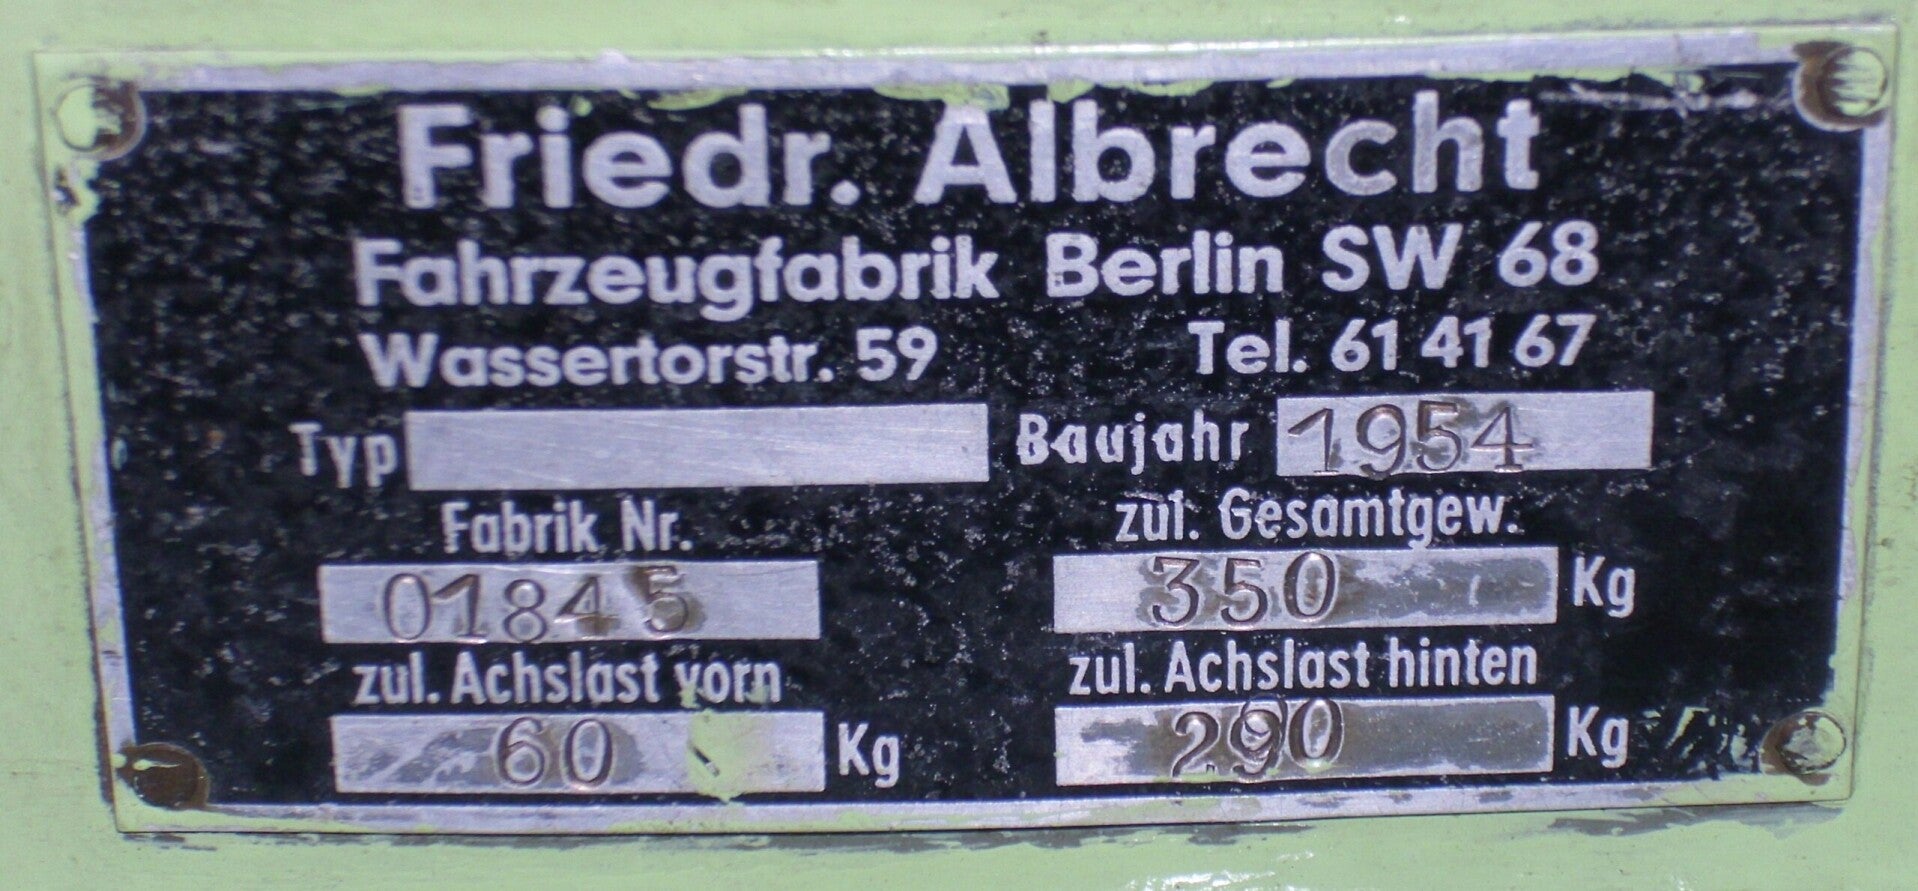 Friedr. Albrecht
Fahrzeugfabrik Berlin SW 68
Wassertorstr. 59 Tel. 61 41 67
Typ Baujahr 1954
Fabrik Nr. zul. Gesamtgew.
01845 350 Kg
zul. Achslast vorn zul. Achslast hinten
60 Kg 290 Kg